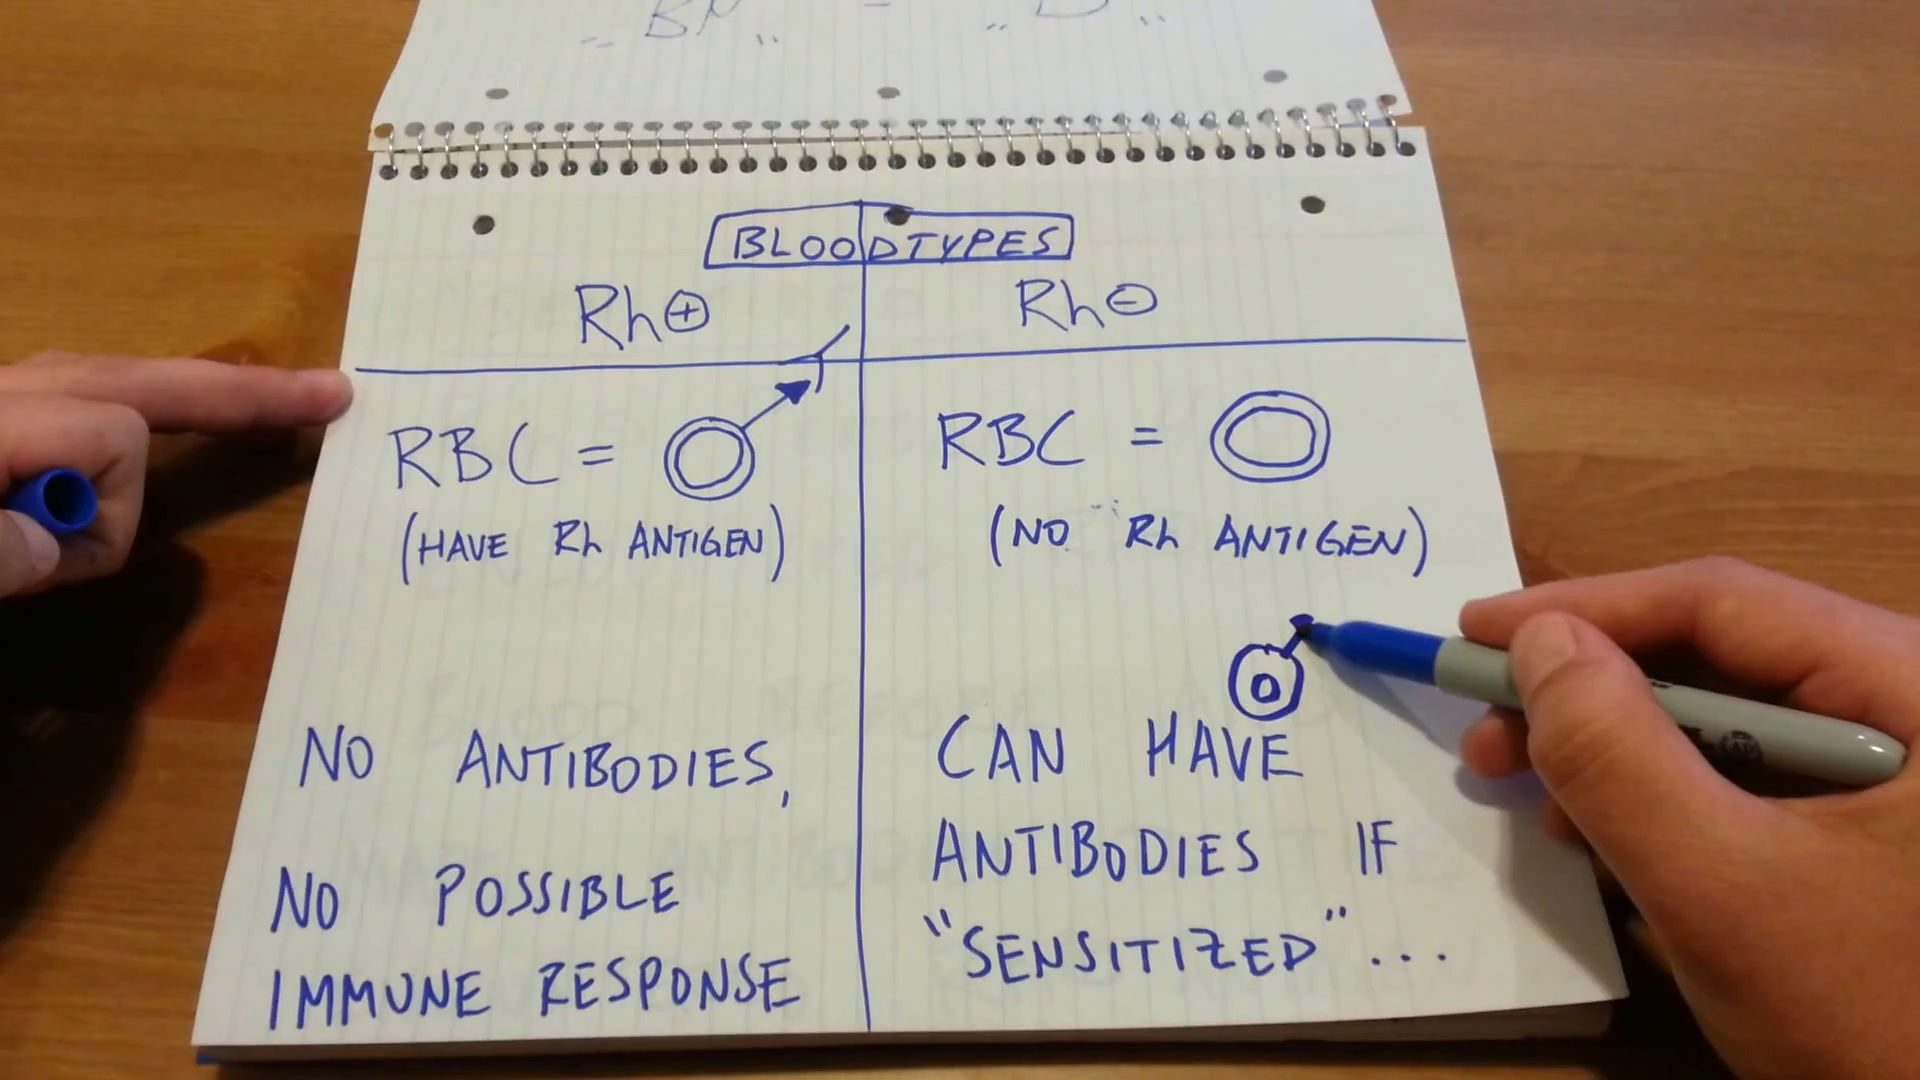 BLOODTYPES
Rh⊕
RBC =
(HAVE Rh ANTIGEN)
NO ANTIBODIES,
NO POSSIBLE
IMMUNE RESPONSE
Rh⊖
RBC =
(NO Rh ANTIGEN)
CAN HAVE
ANTIBODIES IF
"SENSITIZED"...